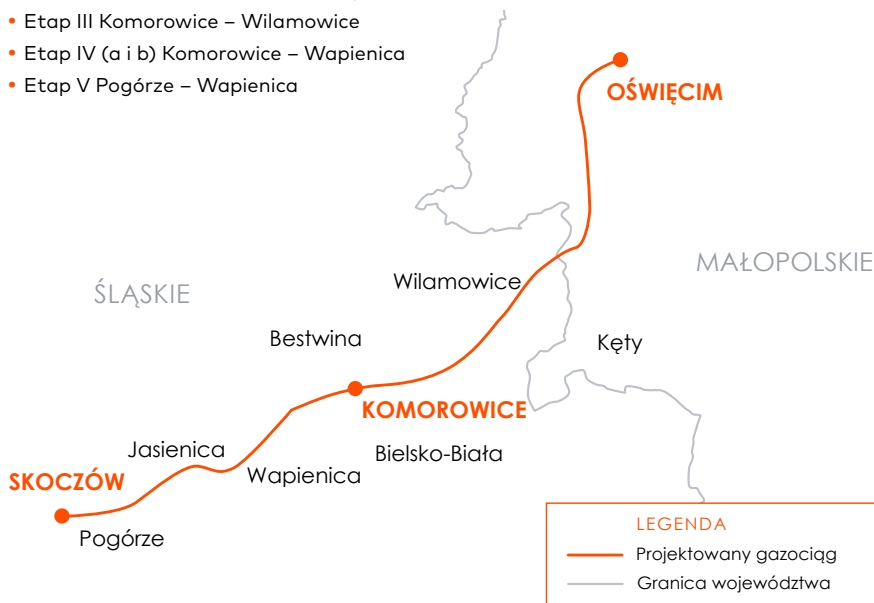 • Etap III Komorowice – Wilamowice
• Etap IV (a i b) Komorowice – Wapienica
• Etap V Pogórze – Wapienica
OŚWIĘCIM
MAŁOPOLSKIE
Wilamowice
ŚLĄSKIE
Bestwina
Kęty
KOMOROWICE
Jasienica
Bielsko-Biała
Wapienica
SKOCZÓW
Pogórze
LEGENDA
Projektowany gazociąg
Granica województwa